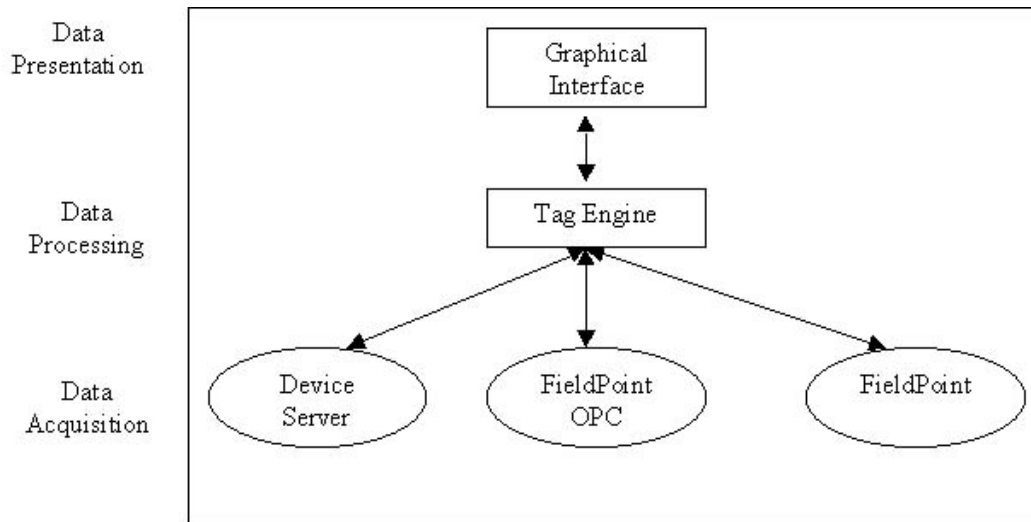 Data
Presentation
Graphical
Interface
Data
Processing
Tag Engine
Data
Acquisition
Device
Server
FieldPoint
OPC
FieldPoint